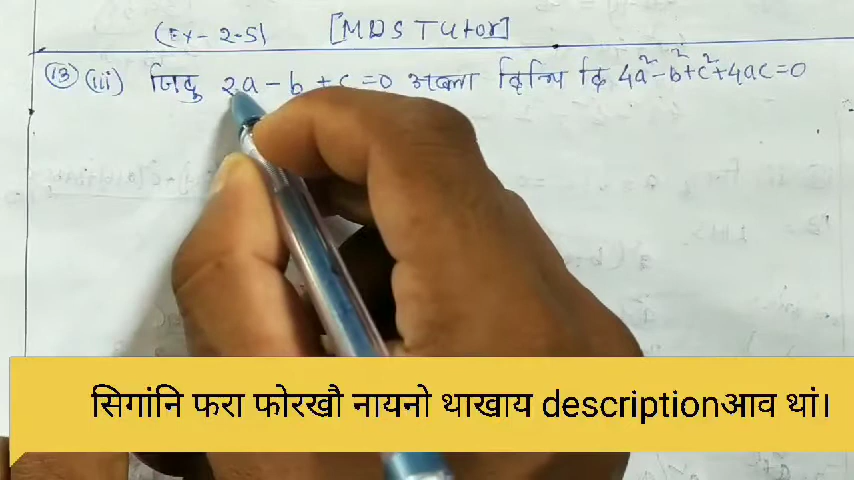 (Ex-2.5) [MDS Tutor]
(13) (iii) जिदु 2a - b + c = 0 अब्ला दिन्थि दि 4a² - b² + c² + 4ac = 0
सिगांनि फरा फोरखौ नायनो थाखाय descriptionआव थां।